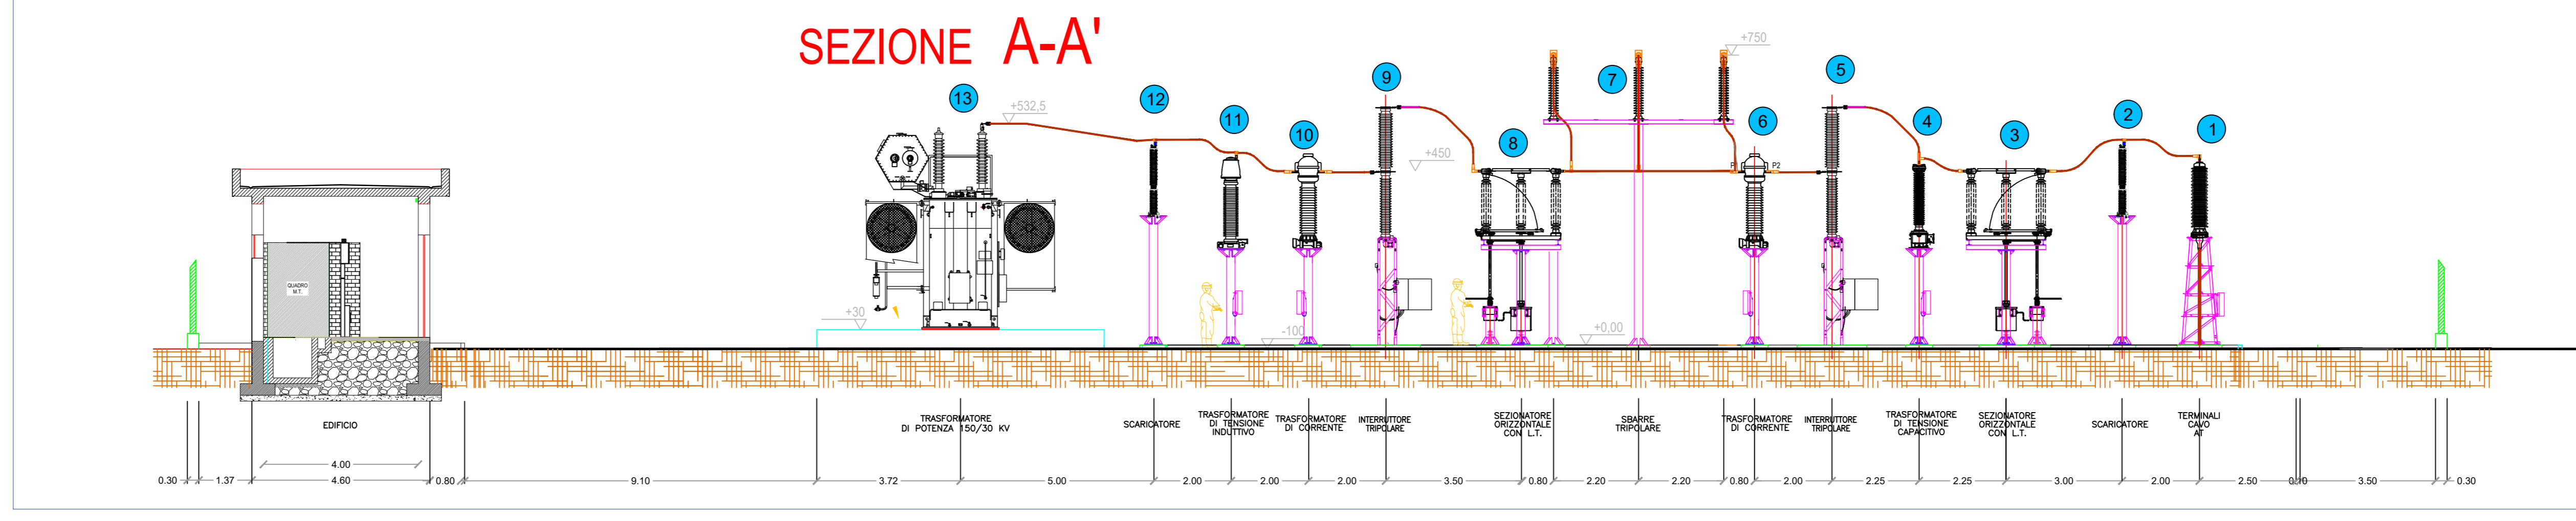 SEZIONE A-A'
+750
5
9
7
13
12
+532,5
11
10
6
4
2
1
8
3
+450
P1
P2
QUADRO
M.T.
+30
-100
+0,00
EDIFICIO
TRASFORMATORE
DI POTENZA 150/30 KV
SCARICATORE
TRASFORMATORE
DI TENSIONE
INDUTTIVO
TRASFORMATORE
DI CORRENTE
INTERRUTTORE
TRIPOLARE
SEZIONATORE
ORIZZONTALE
CON L.T.
SBARRE
TRIPOLARE
TRASFORMATORE
DI CORRENTE
INTERRUTTORE
TRIPOLARE
TRASFORMATORE
DI TENSIONE
CAPACITIVO
SEZIONATORE
ORIZZONTALE
CON L.T.
SCARICATORE
TERMINALI
CAVO
AT
4.00
0.30 1.37 4.60 0.80 9.10 3.72 5.00 2.00 2.00 2.00 3.50 0.80 2.20 2.20 0.80 2.00 2.25 2.25 3.00 2.00 2.50 3.50 0.30